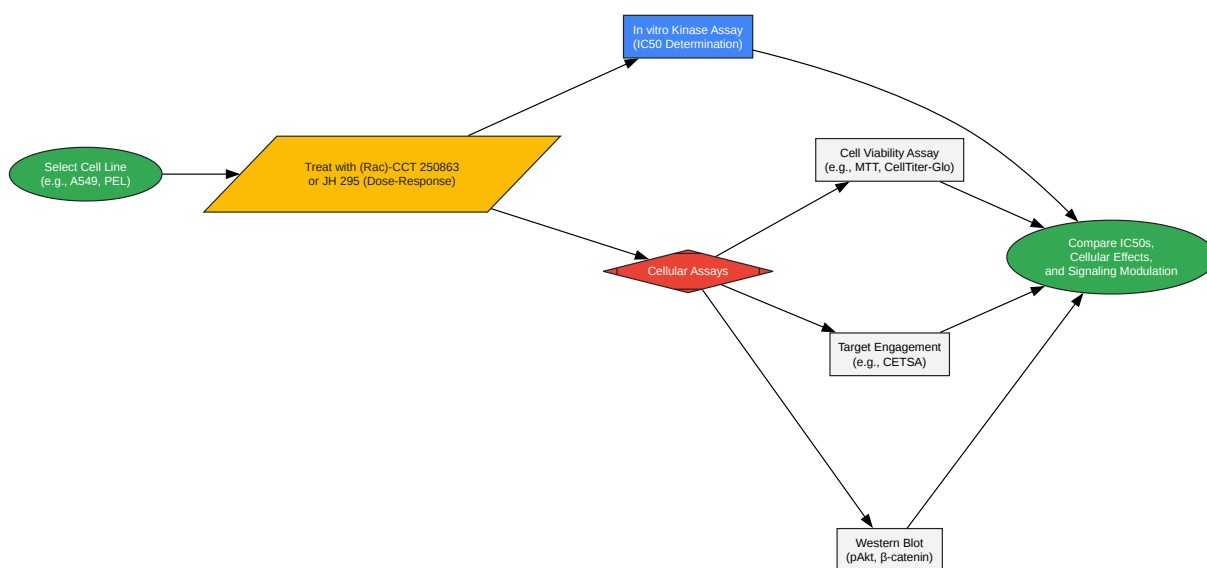 Select Cell Line
(e.g., A549, PEL)
Treat with (Rac)-CCT 250863
or JH 295 (Dose-Response)
In vitro Kinase Assay
(IC50 Determination)
Cellular Assays
Cell Viability Assay
(e.g., MTT, CellTiter-Glo)
Target Engagement
(e.g., CETSA)
Western Blot
(pAkt, β-catenin)
Compare IC50s,
Cellular Effects,
and Signaling Modulation